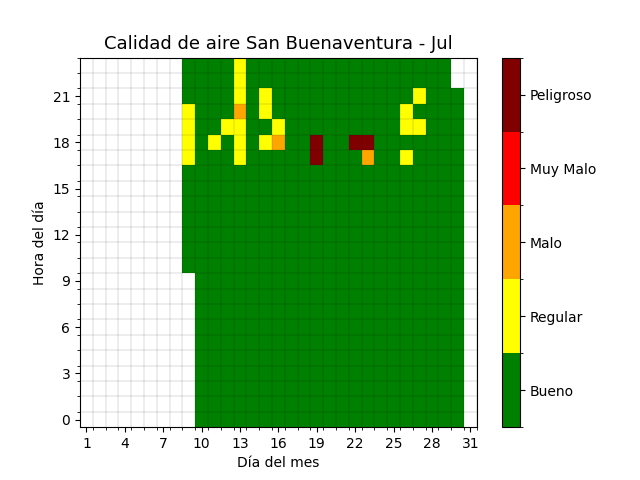 Calidad de aire San Buenaventura - Jul
Hora del día
21
18
15
12
9
6
3
0
1 4 7 10 13 16 19 22 25 28 31
Día del mes
Peligroso
Muy Malo
Malo
Regular
Bueno